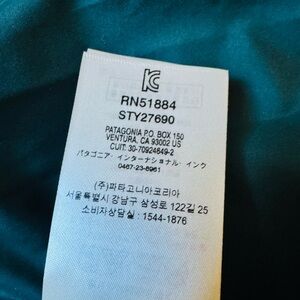 RN51884
STY27690
PATAGONIA P.O. BOX 150
VENTURA, CA 93002 US
CUIT: 30-70924649-2
パタゴニア・インターナショナル・インク
0467-23-8961
(주)파타고니아코리아
서울특별시 강남구 삼성로 122길 25
소비자상담실 : 1544-1876